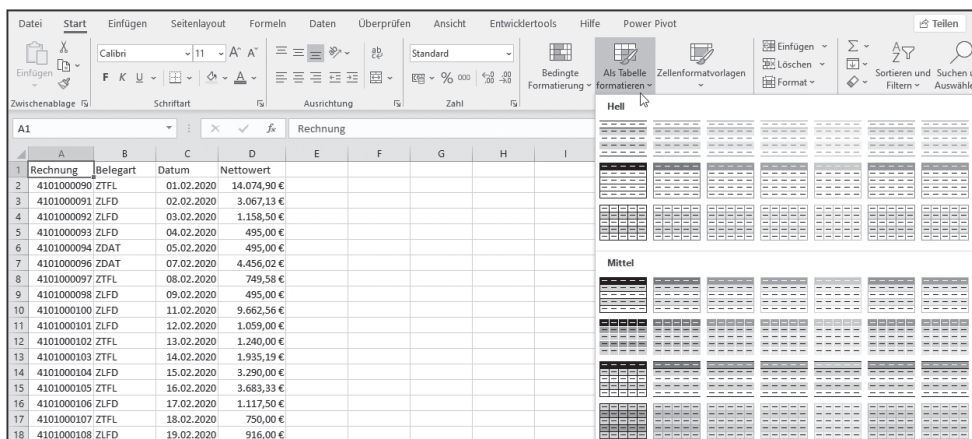 Datei Start Einfügen Seitenlayout Formeln Daten Überprüfen Ansicht Entwicklertools Hilfe Power Pivot Teilen
Einfügen
Calibri 11 A A
F K U A
ab
Standard
% 000
Bedingte Formatierung
Als Tabelle formatieren
Zellenformatvorlagen
Einfügen
Löschen
Format
Sortieren und Filtern
Suchen u
Auswähle
Zwischenablage Schriftart Ausrichtung Zahl
A1 fx Rechnung
Hell
A B C D E F G H I
1 Rechnung Belegart Datum Nettowert
2 4101000090 ZTFL 01.02.2020 14.074,90 €
3 4101000091 ZLFD 02.02.2020 3.067,13 €
4 4101000092 ZLFD 03.02.2020 1.158,50 €
5 4101000093 ZLFD 04.02.2020 495,00 €
6 4101000094 ZDAT 05.02.2020 495,00 €
7 4101000096 ZDAT 07.02.2020 4.456,02 €
8 4101000097 ZTFL 08.02.2020 749,58 €
9 4101000098 ZLFD 09.02.2020 495,00 €
10 4101000100 ZLFD 11.02.2020 9.662,56 €
11 4101000101 ZLFD 12.02.2020 1.059,00 €
12 4101000102 ZTFL 13.02.2020 1.240,00 €
13 4101000103 ZTFL 14.02.2020 1.935,19 €
14 4101000104 ZLFD 15.02.2020 3.290,00 €
15 4101000105 ZTFL 16.02.2020 3.683,33 €
16 4101000106 ZLFD 17.02.2020 1.117,50 €
17 4101000107 ZTFL 18.02.2020 750,00 €
18 4101000108 ZLFD 19.02.2020 916,00 €
Mittel